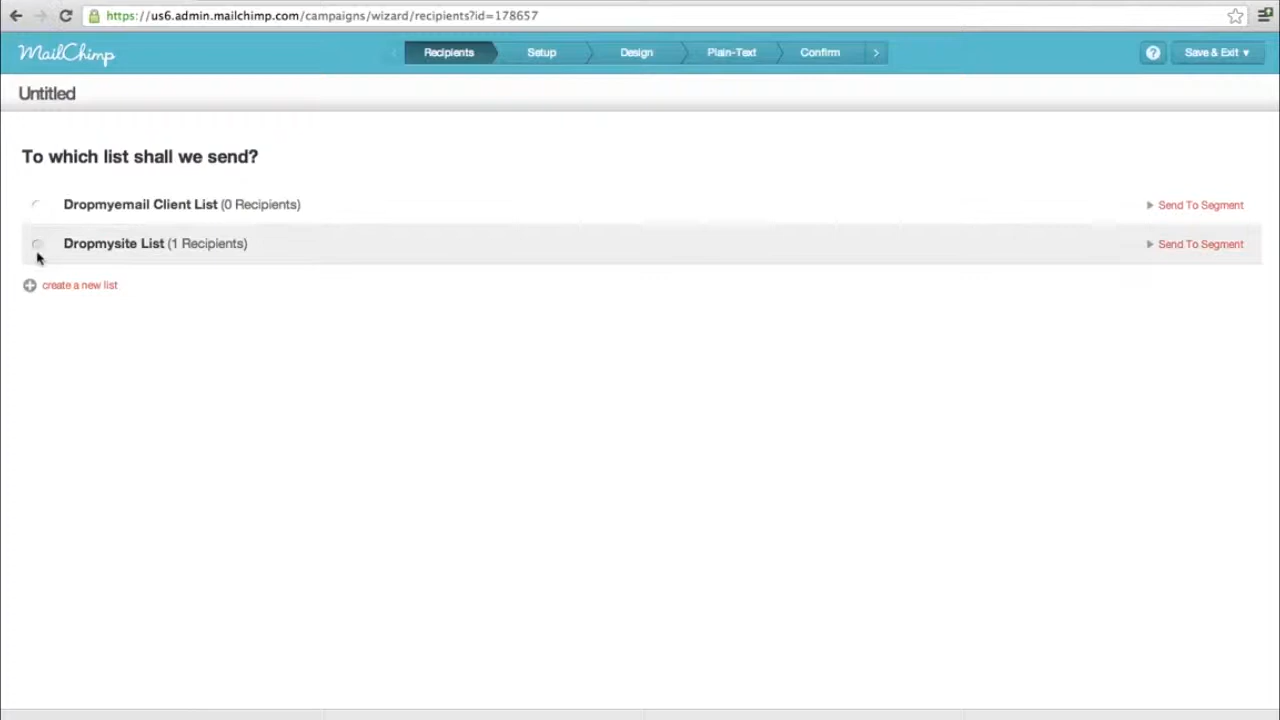 https://us6.admin.mailchimp.com/campaigns/wizard/recipients?id=178657
MailChimp
Recipients
Setup
Design
Plain-Text
Confirm
>
?
Save & Exit ▾
Untitled
To which list shall we send?
Dropmyemail Client List (0 Recipients)
Send To Segment
Dropmysite List (1 Recipients)
Send To Segment
create a new list